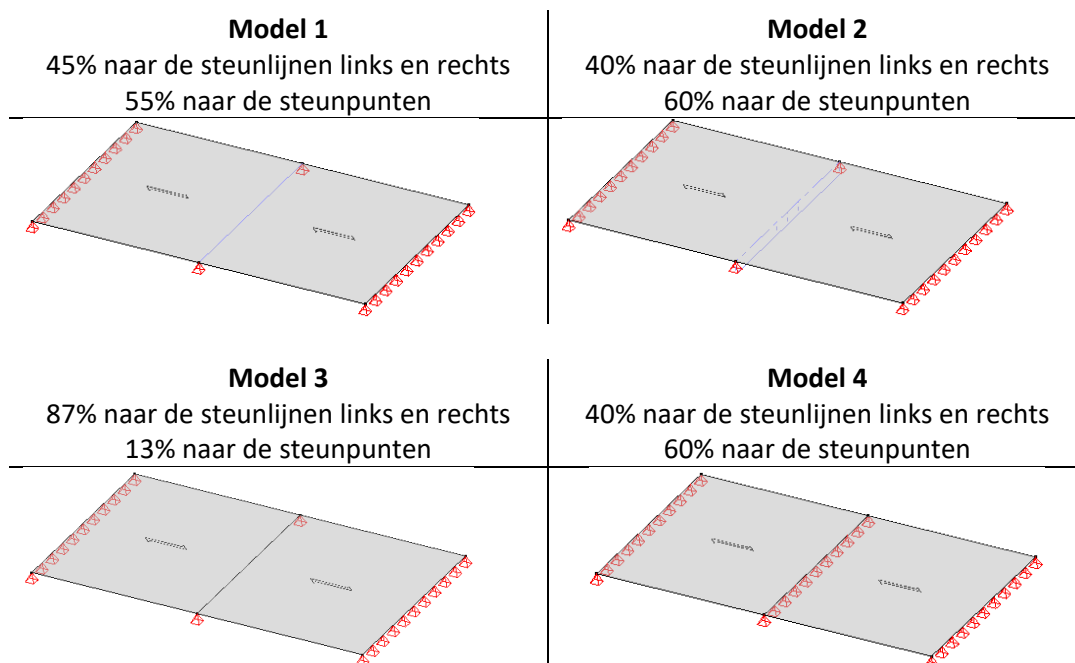 Model 1
45% naar de steunlijnen links en rechts
55% naar de steunpunten
Model 2
40% naar de steunlijnen links en rechts
60% naar de steunpunten
Model 3
87% naar de steunlijnen links en rechts
13% naar de steunpunten
Model 4
40% naar de steunlijnen links en rechts
60% naar de steunpunten